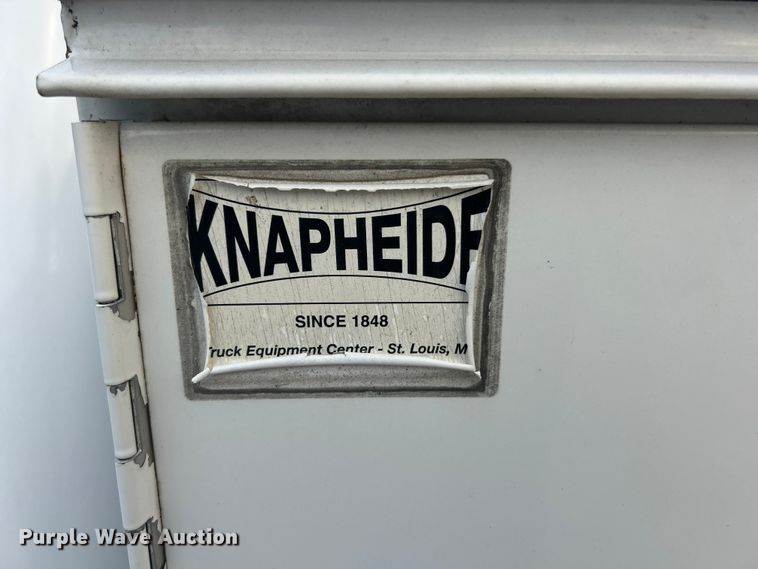 KNAPHEIDE
SINCE 1848
Truck Equipment Center - St. Louis, M
Purple Wave Auction